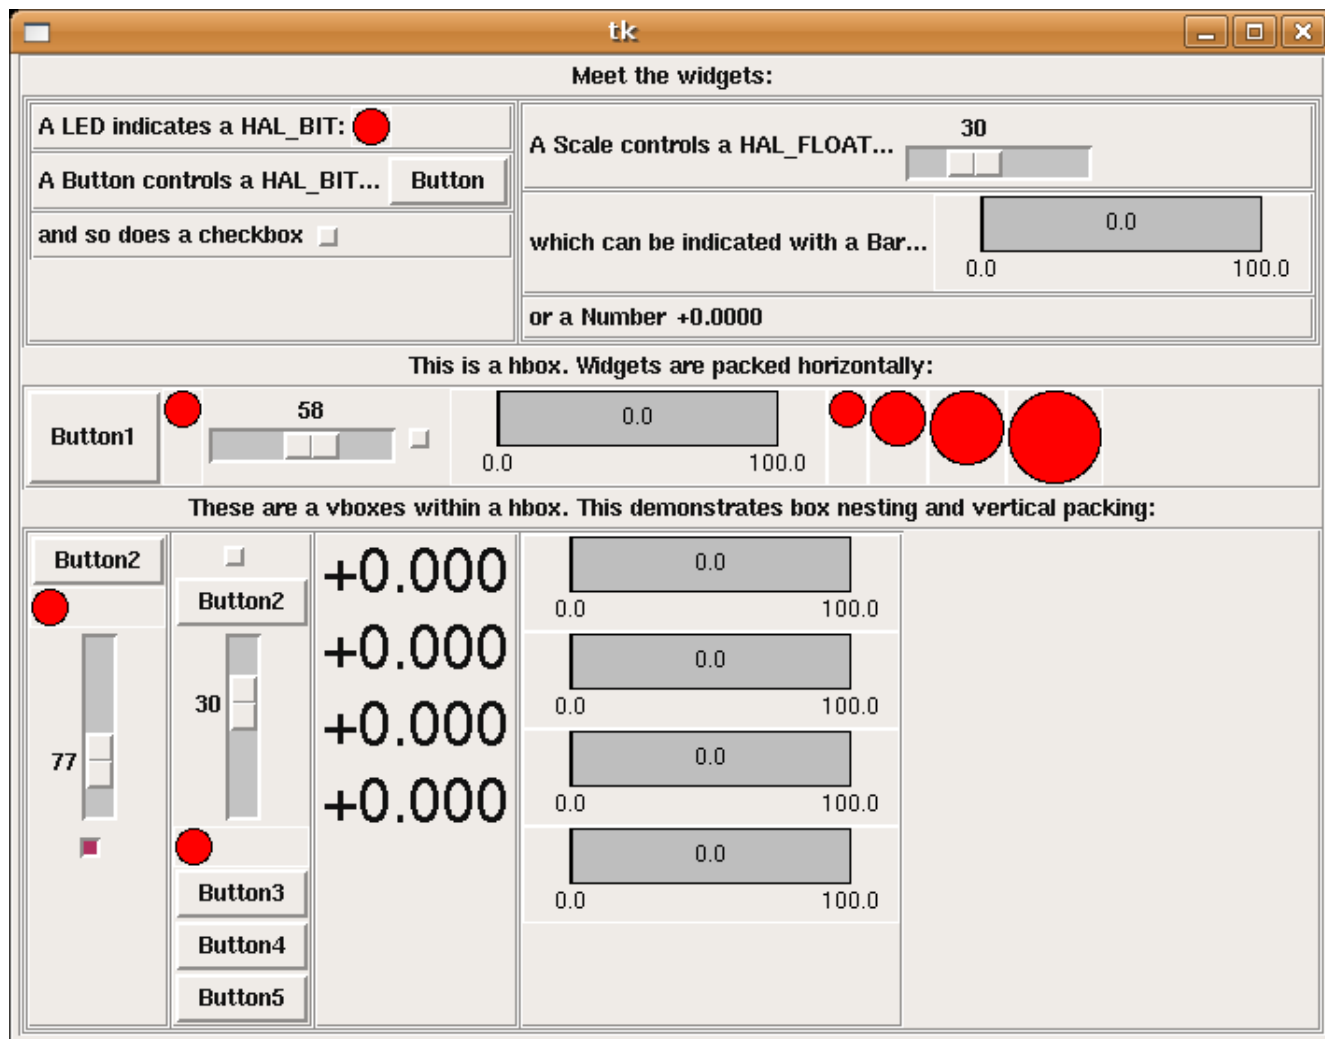 tk
Meet the widgets:
A LED indicates a HAL_BIT:
A Button controls a HAL_BIT... Button
and so does a checkbox
A Scale controls a HAL_FLOAT... 30
which can be indicated with a Bar... 0.0
0.0 100.0
or a Number +0.0000
This is a hbox. Widgets are packed horizontally:
Button1 58 0.0
0.0 100.0
These are a vboxes within a hbox. This demonstrates box nesting and vertical packing:
Button2
77
Button2
30
Button3
Button4
Button5
+0.000
+0.000
+0.000
+0.000
0.0
0.0 100.0
0.0
0.0 100.0
0.0
0.0 100.0
0.0
0.0 100.0